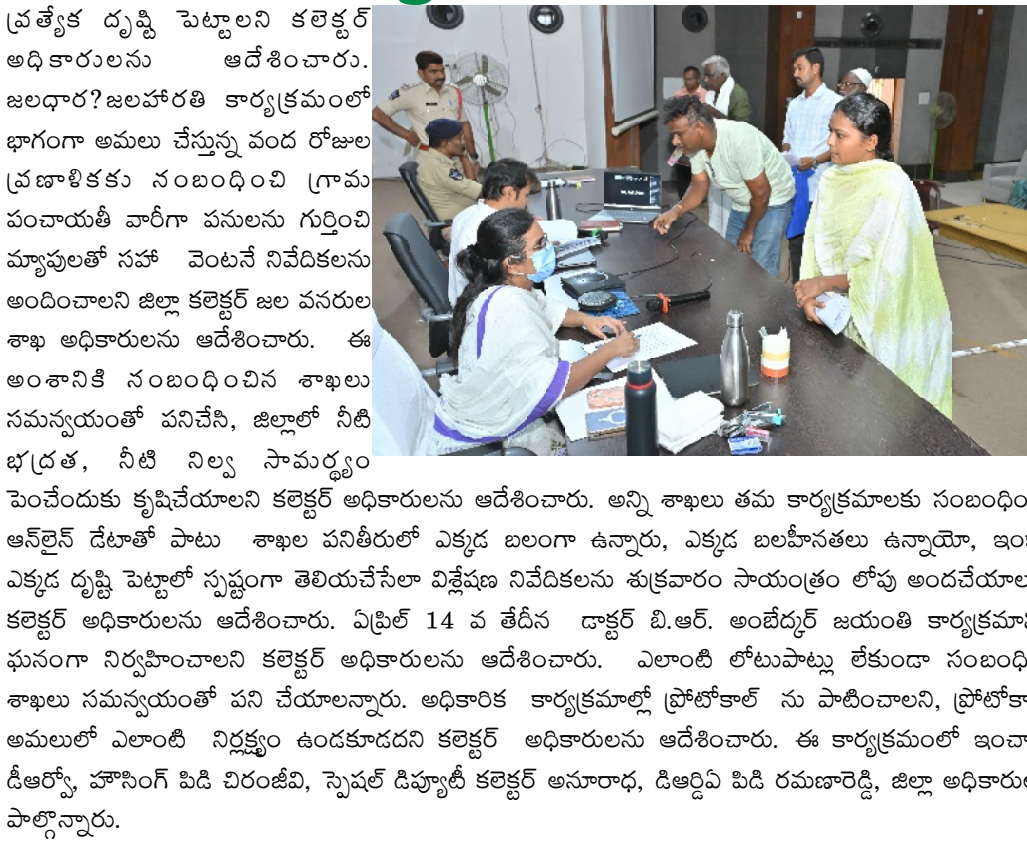 ప్రత్యేక దృష్టి పెట్టాలని కలెక్టర్
అధికారులను ఆదేశించారు.
జలధార?జలహారతి కార్యక్రమంలో
భాగంగా అమలు చేస్తున్న వంద రోజుల
ప్రణాళికకు సంబంధించి గ్రామ
పంచాయతీ వారీగా పనులను గుర్తించి
మ్యాపులతో సహా వెంటనే నివేదికలను
అందించాలని జిల్లా కలెక్టర్ జల వనరుల
శాఖ అధికారులను ఆదేశించారు. ఈ
అంశానికి సంబంధించిన శాఖలు
సమన్వయంతో పనిచేసి, జిల్లాలో నీటి
భద్రత, నీటి నిల్వ సామర్థ్యం
పెంచేందుకు కృషిచేయాలని కలెక్టర్ అధికారులను ఆదేశించారు. అన్ని శాఖలు తమ కార్యక్రమాలకు
ఆన్‌లైన్ డేటాతో పాటు శాఖల పనితీరులో ఎక్కడ బలంగా ఉన్నారు, ఎక్కడ బలహీనతలు ఉన్నాయో,
ఎక్కడ దృష్టి పెట్టాలో స్పష్టంగా తెలియచేసేలా విశ్లేషణ నివేదికలను శుక్రవారం సాయంత్రం లోపు
కలెక్టర్ అధికారులను ఆదేశించారు. ఏప్రిల్ 14 వ తేదీన డాక్టర్ బి.ఆర్. అంబేద్కర్ జయంతి
ఘనంగా నిర్వహించాలని కలెక్టర్ అధికారులను ఆదేశించారు. ఎలాంటి లోటుపాట్లు లేకుండా
శాఖలు సమన్వయంతో పని చేయాలన్నారు. అధికారిక కార్యక్రమాల్లో ప్రోటోకాల్ ను పాటించాలని,
అమలులో ఎలాంటి నిర్లక్ష్యం ఉండకూడదని కలెక్టర్ అధికారులను ఆదేశించారు. ఈ కార్యక్రమంలో
డీఆర్వో, హౌసింగ్ పిడి చిరంజీవి, స్పెషల్ డిప్యూటీ కలెక్టర్ అనూరాధ, డిఆర్డిఏ పిడి రమణారెడ్డి, జిల్లా
పాల్గొన్నారు.